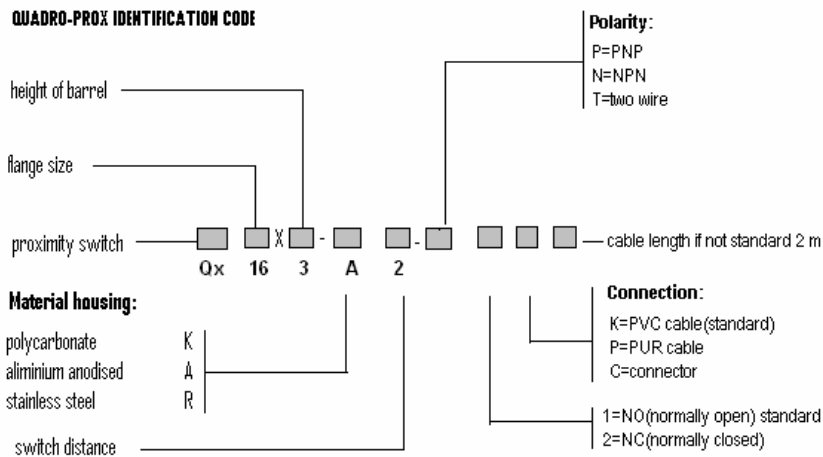 QUADRO-PROX IDENTIFICATION CODE
Polarity:
P=PNP
N=NPN
T=two wire
height of barrel
flange size
proximity switch
X - - cable length if not standard 2 m
Qx 16 3 A 2
Material housing:
polycarbonate K
aliminium anodised A
stainless steel R
switch distance
Connection:
K=PVC cable(standard)
P=PUR cable
C=connector
1=NO(normally open) standard
2=NC(normally closed)